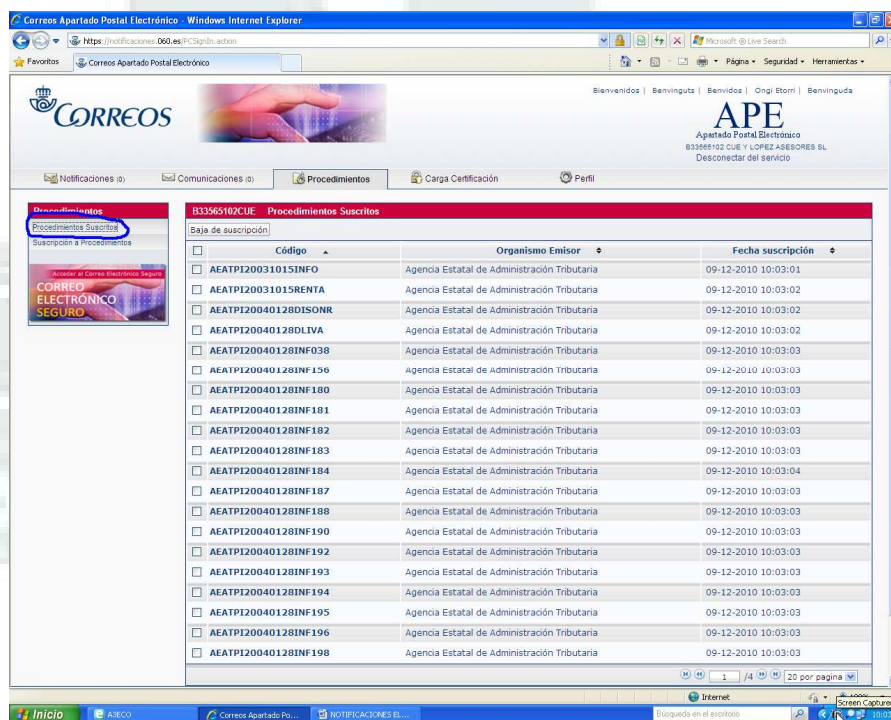 Correos Apartado Postal Electrónico - Windows Internet Explorer
https://notificaciones.060.es/PCSignIn.action
Microsoft @ Live Search
Favoritos
Correos Apartado Postal Electrónico
Página
Seguridad
Herramientas
CORREOS
Bienvenidos | Benvinguts | Benvidos | Ongi Etorri | Benvinguda
APE
Apartado Postal Electrónico
B33565102 CUE Y LOPEZ ASESORES SL
Desconectar del servicio
Notificaciones (0)
Comunicaciones (0)
Procedimientos
Carga Certificación
Perfil
Procedimientos
Procedimientos Suscritos
Suscripción a Procedimientos
Acceder al Correo Electrónico Seguro
CORREO
ELECTRÓNICO
SEGURO
B33565102CUE Procedimientos Suscritos
Baja de suscripción
Código Organismo Emisor Fecha suscripción
AEATPI20031015INFO Agencia Estatal de Administración Tributaria 09-12-2010 10:03:01
AEATPI20031015RENTA Agencia Estatal de Administración Tributaria 09-12-2010 10:03:02
AEATPI20040128DISONR Agencia Estatal de Administración Tributaria 09-12-2010 10:03:02
AEATPI20040128DLIVA Agencia Estatal de Administración Tributaria 09-12-2010 10:03:02
AEATPI20040128INF038 Agencia Estatal de Administración Tributaria 09-12-2010 10:03:03
AEATPI20040128INF156 Agencia Estatal de Administración Tributaria 09-12-2010 10:03:03
AEATPI20040128INF180 Agencia Estatal de Administración Tributaria 09-12-2010 10:03:03
AEATPI20040128INF181 Agencia Estatal de Administración Tributaria 09-12-2010 10:03:03
AEATPI20040128INF182 Agencia Estatal de Administración Tributaria 09-12-2010 10:03:03
AEATPI20040128INF183 Agencia Estatal de Administración Tributaria 09-12-2010 10:03:03
AEATPI20040128INF184 Agencia Estatal de Administración Tributaria 09-12-2010 10:03:04
AEATPI20040128INF187 Agencia Estatal de Administración Tributaria 09-12-2010 10:03:03
AEATPI20040128INF188 Agencia Estatal de Administración Tributaria 09-12-2010 10:03:03
AEATPI20040128INF190 Agencia Estatal de Administración Tributaria 09-12-2010 10:03:03
AEATPI20040128INF192 Agencia Estatal de Administración Tributaria 09-12-2010 10:03:03
AEATPI20040128INF193 Agencia Estatal de Administración Tributaria 09-12-2010 10:03:03
AEATPI20040128INF194 Agencia Estatal de Administración Tributaria 09-12-2010 10:03:03
AEATPI20040128INF195 Agencia Estatal de Administración Tributaria 09-12-2010 10:03:03
AEATPI20040128INF196 Agencia Estatal de Administración Tributaria 09-12-2010 10:03:03
AEATPI20040128INF198 Agencia Estatal de Administración Tributaria 09-12-2010 10:03:03
1 /4 20 por pagina
Internet
Screen Capture
Inicio
A3ECO
Correos Apartado Po...
NOTIFICACIONES EL...
Búsqueda en el escritorio
10:03